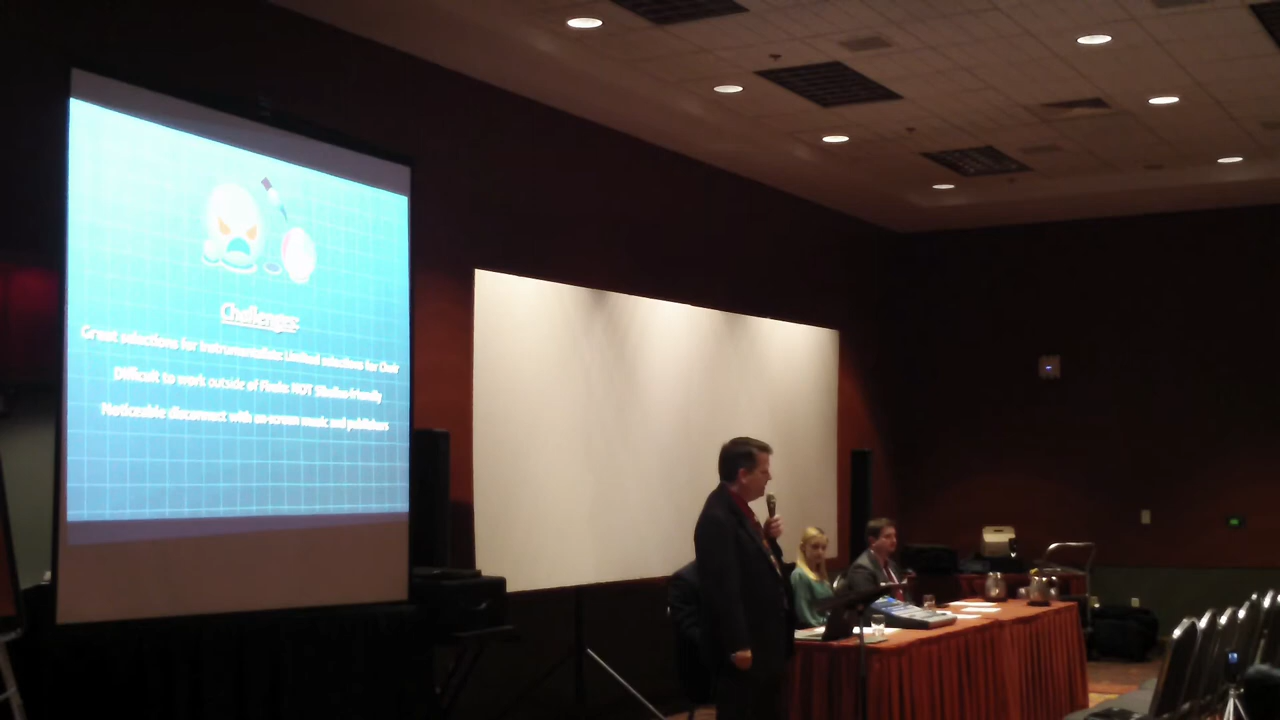 Challenges:
Great selections for Instrumentalists: Limited selections for Choir
Difficult to work outside of Finale: NOT Sibelius-friendly
Noticeable disconnect with on-screen music and publishers